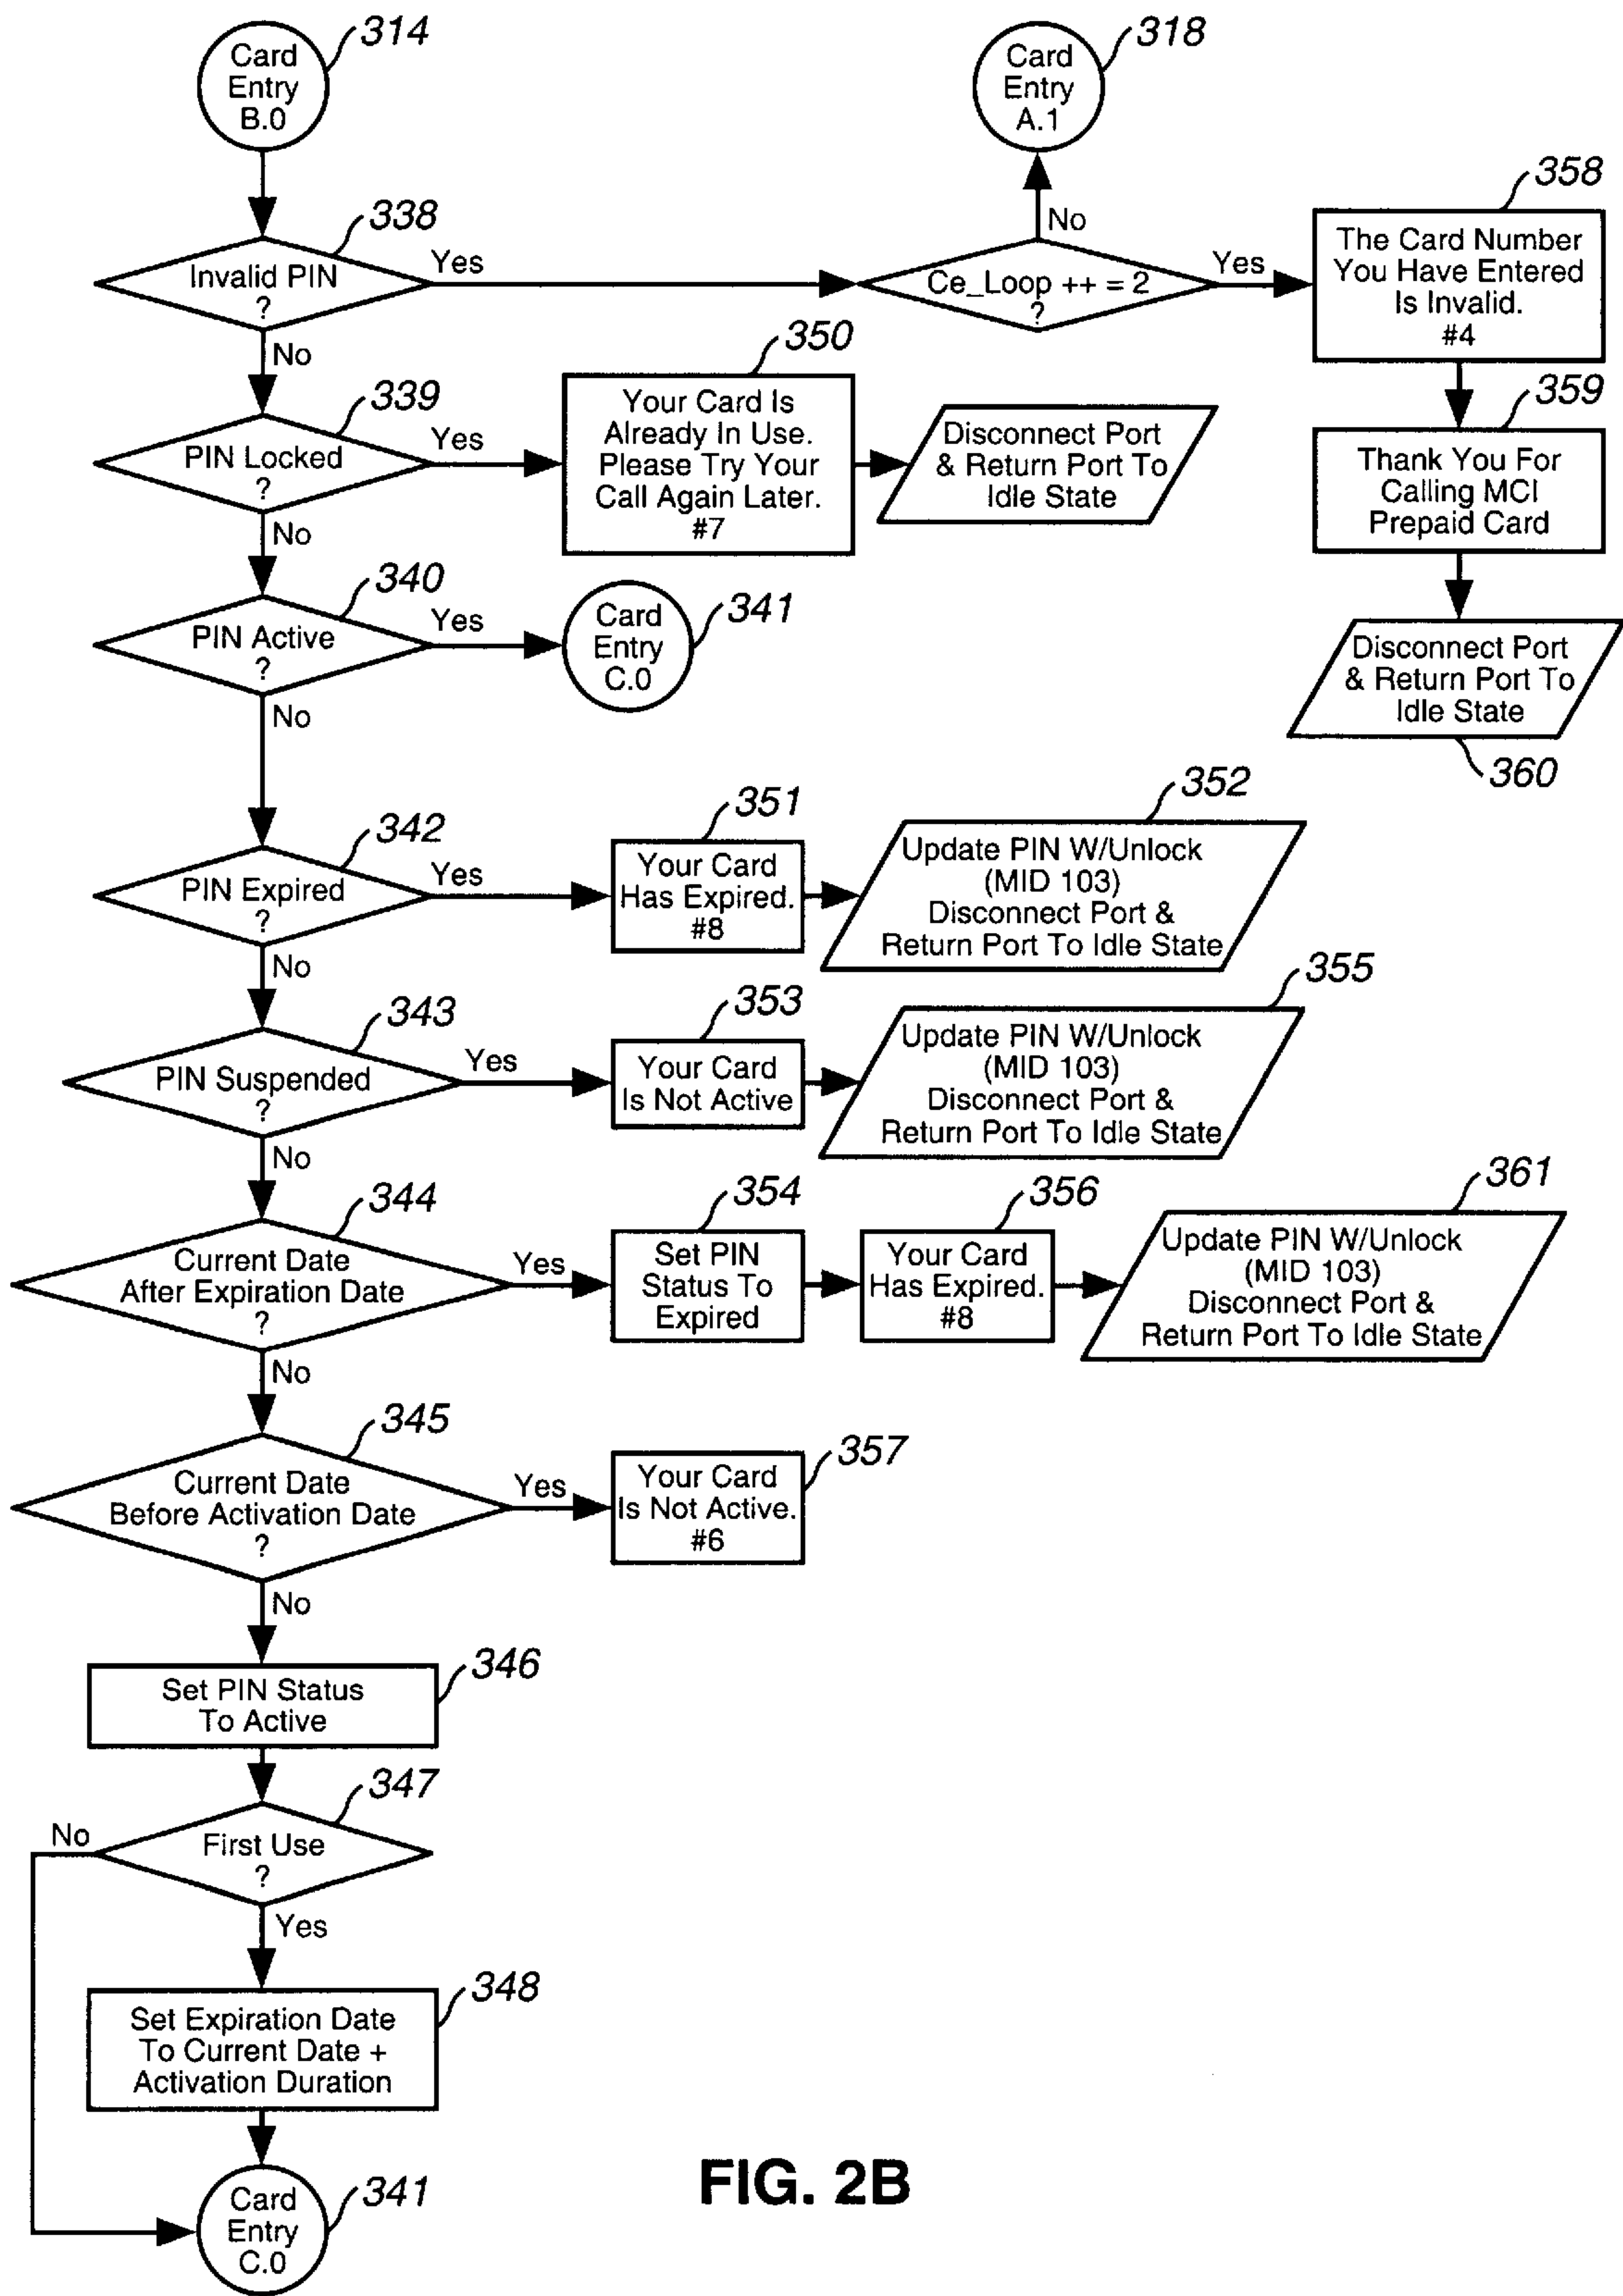 314
Card
Entry
B.0
318
Card
Entry
A.1
338
Invalid PIN
?
Yes
No
Ce_Loop ++ = 2
?
No
Yes
358
The Card Number
You Have Entered
Is Invalid.
#4
339
PIN Locked
?
Yes
No
350
Your Card Is
Already In Use.
Please Try Your
Call Again Later.
#7
Disconnect Port
& Return Port To
Idle State
359
Thank You For
Calling MCI
Prepaid Card
340
PIN Active
?
Yes
No
341
Card
Entry
C.0
Disconnect Port
& Return Port To
Idle State
360
342
PIN Expired
?
Yes
No
351
Your Card
Has Expired.
#8
352
Update PIN W/Unlock
(MID 103)
Disconnect Port &
Return Port To Idle State
343
PIN Suspended
?
Yes
No
353
Your Card
Is Not Active
355
Update PIN W/Unlock
(MID 103)
Disconnect Port &
Return Port To Idle State
344
Current Date
After Expiration Date
?
Yes
No
354
Set PIN
Status To
Expired
356
Your Card
Has Expired.
#8
361
Update PIN W/Unlock
(MID 103)
Disconnect Port &
Return Port To Idle State
345
Current Date
Before Activation Date
?
Yes
No
357
Your Card
Is Not Active.
#6
346
Set PIN Status
To Active
347
First Use
?
No
Yes
348
Set Expiration Date
To Current Date +
Activation Duration
341
Card
Entry
C.0
FIG. 2B